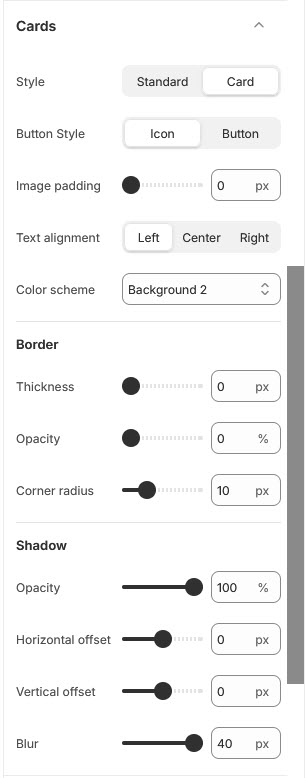 Cards
Style Standard Card
Button Style Icon Button
Image padding 0 px
Text alignment Left Center Right
Color scheme Background 2
Border
Thickness 0 px
Opacity 0 %
Corner radius 10 px
Shadow
Opacity 100 %
Horizontal offset 0 px
Vertical offset 0 px
Blur 40 px